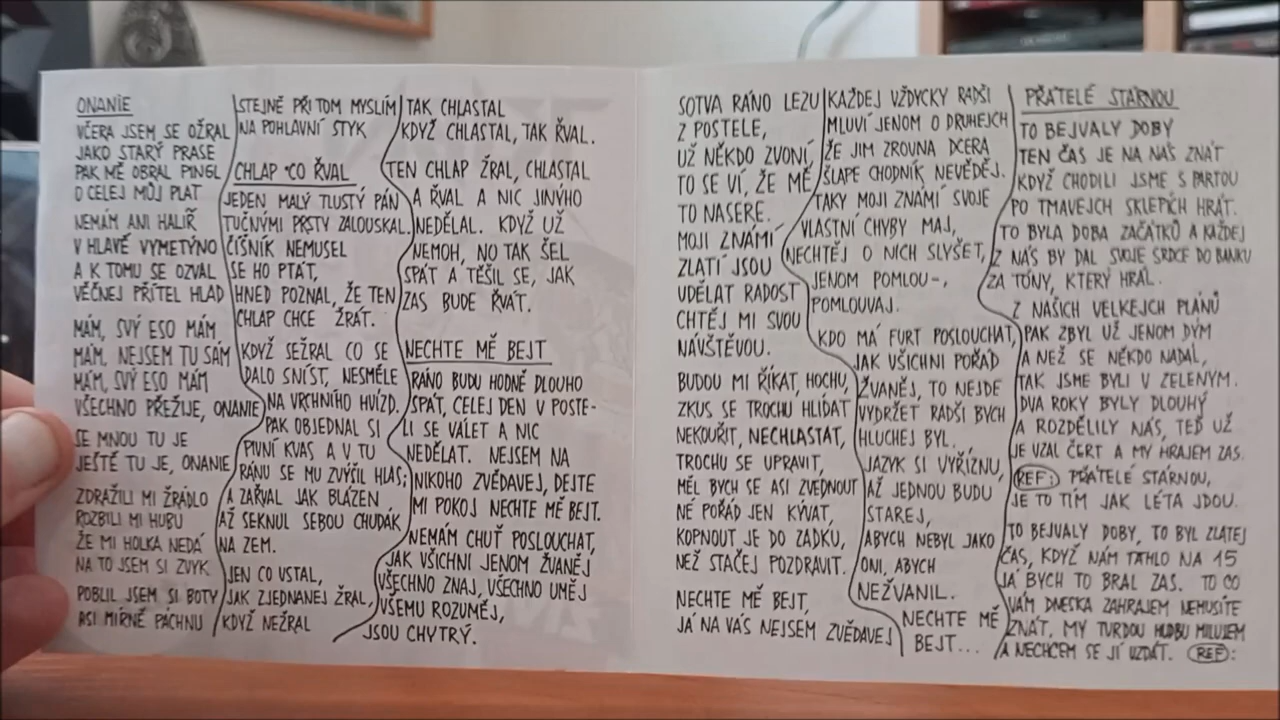 ONANIE
VČERA JSEM SE OŽRAL
JAKO STARÝ PRASE
PAK MĚ OBRAL PINGL
O CELEJ MŮJ PLAT
NEMÁM ANI HALIŘ
V HLAVĚ VYMETÝNO
A K TOMU SE OZVAL
VĚČNEJ PŘÍTEL HLAD
MÁM, SVÝ ESO MÁM
MÁM, NEJSEM TU SÁM
MÁM, SVÝ ESO MÁM
VŠECHNO PŘEŽIJE, ONANIE
SE MNOU TU JE
JEŠTĚ TU JE, ONANIE
ZDRAŽILI MI ŽRÁDLO
ROZBILI MI HUBU
ŽE MI HOLKA NEDÁ
NA TO JSEM SI ZVYK
POBLIL JSEM SI BOTY
ASI MÍRNĚ PÁCHNU
STEJNĚ PŘI TOM MYSLÍM
NA POHLAVNÍ STYK
CHLAP CO ŘVAL
JEDEN MALÝ TLUSTÝ PÁN
TUČNÝMI PRSTY ZALOUSKAL.
ČÍŠNÍK NEMUSEL
SE HO PTÁT,
HNED POZNAL, ŽE TEN
CHLAP CHCE ŽRÁT.
KDYŽ SEŽRAL CO SE
DALO SNÍST, NESMĚLE
NA VRCHNÍHO HVÍZD.
PAK OBJEDNAL SI
PIVNÍ KVAS A V TU
RÁNU SE MU ZVÝŠIL HLAS;
A ZAŘVAL JAK BLÁZEN
AŽ SEKNUL SEBOU CHUDÁK
NA ZEM.
JEN CO VSTAL,
JAK ZJEDNANEJ ŽRAL,
KDYŽ NEŽRAL
TAK CHLASTAL
KDYŽ CHLASTAL, TAK ŘVAL.
TEN CHLAP ŽRAL, CHLASTAL
A ŘVAL A NIC JINÝHO
NEDĚLAL. KDYŽ UŽ
NEMOH, NO TAK ŠEL
SPÁT A TĚŠIL SE, JAK
ZAS BUDE ŘVÁT.
NECHTE MĚ BEJT
RÁNO BUDU HODNĚ DLOUHO
SPÁT, CELEJ DEN V POSTE-
LI SE VÁLET A NIC
NEDĚLAT. NEJSEM NA
NIKOHO ZVĚDAVEJ, DEJTE
MI POKOJ NECHTE MĚ BEJT.
NEMÁM CHUŤ POSLOUCHAT,
JAK VŠICHNI JENOM ŽVANĚJ
VŠECHNO ZNAJ, VŠECHNO UMĚJ
VŠEMU ROZUMĚJ,
JSOU CHYTRÝ.
SOTVA RÁNO LEZU
Z POSTELE,
UŽ NĚKDO ZVONÍ,
TO SE VÍ, ŽE MĚ
TO NASERE.
MOJI ZNÁMÍ
ZLATÍ JSOU
UDĚLAT RADOST
CHTĚJ MI SVOU
NÁVŠTĚVOU.
BUDOU MI ŘÍKAT, HOCHU,
ZKUS SE TROCHU HLÍDAT
NEKOUŘIT, NECHLASTAT,
TROCHU SE UPRAVIT,
MĚL BYCH SE ASI ZVEDNOUT
NE POŘÁD JEN KÝVAT,
KOPNOUT JE DO ZADKU,
NEŽ STAČEJ POZDRAVIT.
NECHTE MĚ BEJT,
JÁ NA VÁS NEJSEM ZVĚDAVEJ
KAŽDEJ VŽDYCKY RADŠI
MLUVÍ JENOM O DRUHEJCH
ŽE JIM ZROVNA DCERA
ŠLAPE CHODNÍK NEVĚDĚJ.
TAKY MOJI ZNÁMÍ SVOJE
VLASTNÍ CHYBY MAJ,
NECHTĚJ O NICH SLYŠET,
JENOM POMLOU-,
POMLOUVAJ.
KDO MÁ FURT POSLOUCHAT,
JAK VŠICHNI POŘÁD
ŽVANĚJ, TO NEJDE
VYDRŽET RADŠI BYCH
HLUCHEJ BYL.
JAZYK SI VYŘÍZNU,
AŽ JEDNOU BUDU
STAREJ,
ABYCH NEBYL JAKO
ONI, ABYCH
NEŽVANIL.
NECHTE MĚ
BEJT...
PŘÁTELÉ STÁRNOU
TO BEJVALY DOBY
TEN ČAS JE NA NÁS ZNÁT
KDYŽ CHODILI JSME S PARTOU
PO TMAVEJCH SKLEPÍCH HRÁT.
TO BYLA DOBA ZAČÁTKŮ A KAŽDEJ
Z NÁS BY DAL SVOJE SRDCE DO BANKU
ZA TÓNY, KTERÝ HRÁL.
Z NAŠICH VELKEJCH PLÁNŮ
PAK ZBYL UŽ JENOM DÝM
A NEŽ SE NĚKDO NADÁL,
TAK JSME BYLI V ZELENÝM.
DVA ROKY BYLY DLOUHÝ
A ROZDĚLILY NÁS, TEĎ UŽ
JE VZAL ČERT A MY HRAJEM ZAS.
REF: PŘÁTELÉ STÁRNOU,
JE TO TÍM JAK LÉTA JDOU.
TO BEJVALY DOBY, TO BYL ZLATEJ
ČAS, KDYŽ NÁM TÁHLO NA 15
JÁ BYCH TO BRAL ZAS. TO CO
VÁM DNESKA ZAHRAJEM NEMUSÍTE
ZNÁT, MY TVRDOU HUDBU MILUJEM
A NECHCEM SE JÍ VZDÁT. REF: